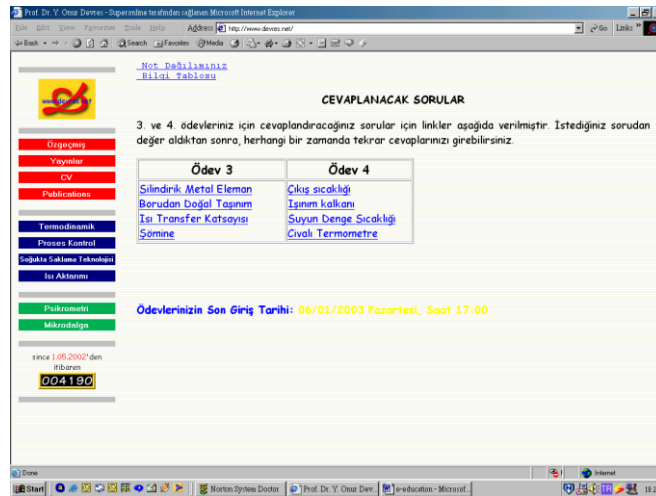 Prof. Dr. Y. Onur Devres - Superonline tarafından sağlanan Microsoft Internet Explorer
File Edit View Favorites Tools Help Address http://www.devres.net/ Go Links »
Back Search Favorites Media
www.devres.net
Özgeçmiş
Yayınlar
CV
Publications
Termodinamik
Proses Kontrol
Soğukta Saklama Teknolojisi
Isı Aktarımı
Psikrometri
Mikrodalga
since 1.05.2002'den
itibaren
004190
Not Dağılımınız
Bilgi Tablosu
CEVAPLANACAK SORULAR
3. ve 4. ödevleriniz için cevaplandıracağınız sorular için linkler aşağıda verilmiştir. İstediğiniz sorudan
değer aldıktan sonra, herhangi bir zamanda tekrar cevaplarınızı girebilirsiniz.
Ödev 3 Ödev 4
Silindirik Metal Eleman Çıkış sıcaklığı
Borudan Doğal Taşınım Işınım kalkanı
Isı Transfer Katsayısı Suyun Denge Sıcaklığı
Şömine Civalı Termometre
Ödevlerinizin Son Giriş Tarihi: 06/01/2003 Pazartesi, Saat 17:00
Done Internet
Start Norton System Doctor Prof. Dr. Y. Onur Dev... e-education - Microsof...